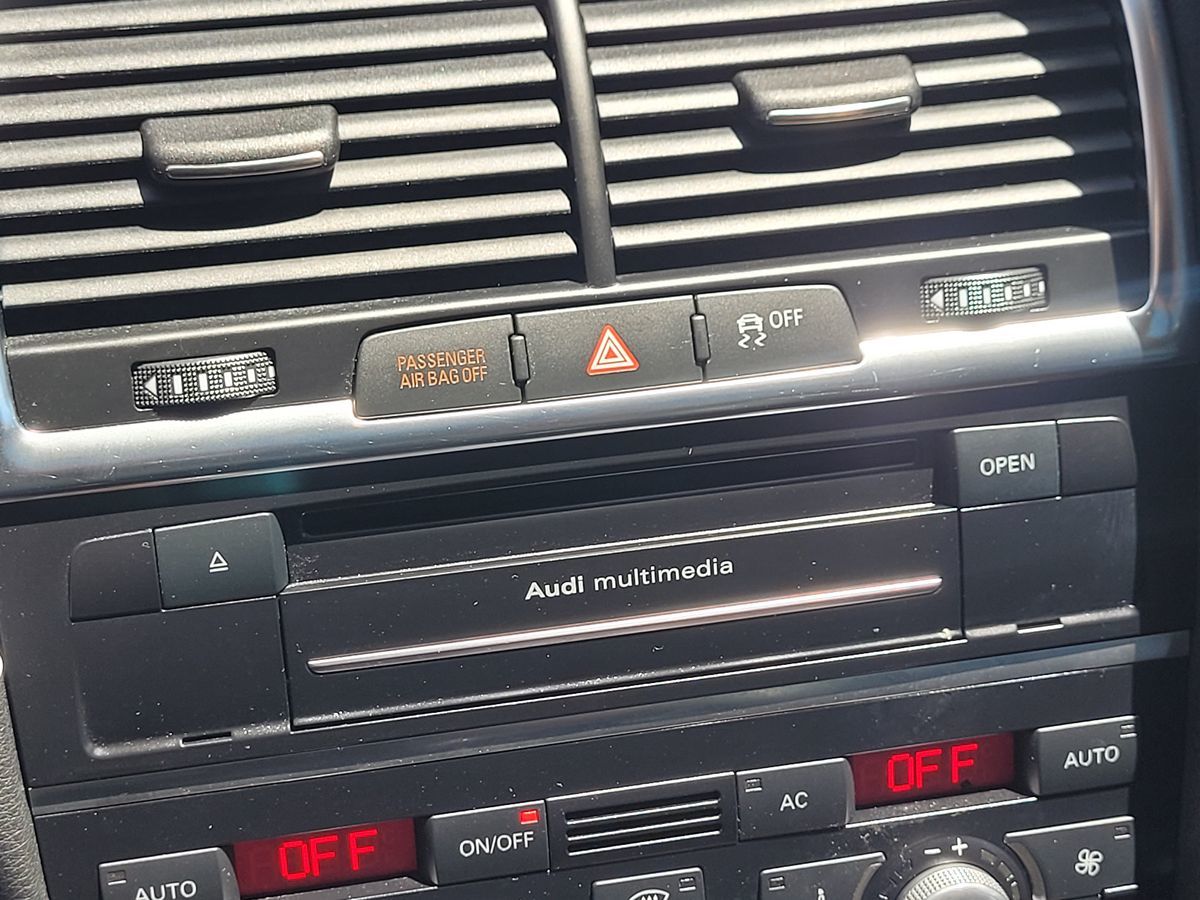 PASSENGER
AIR BAG OFF
OFF
OPEN
Audi multimedia
OFF
AUTO
AC
ON/OFF
OFF
AUTO